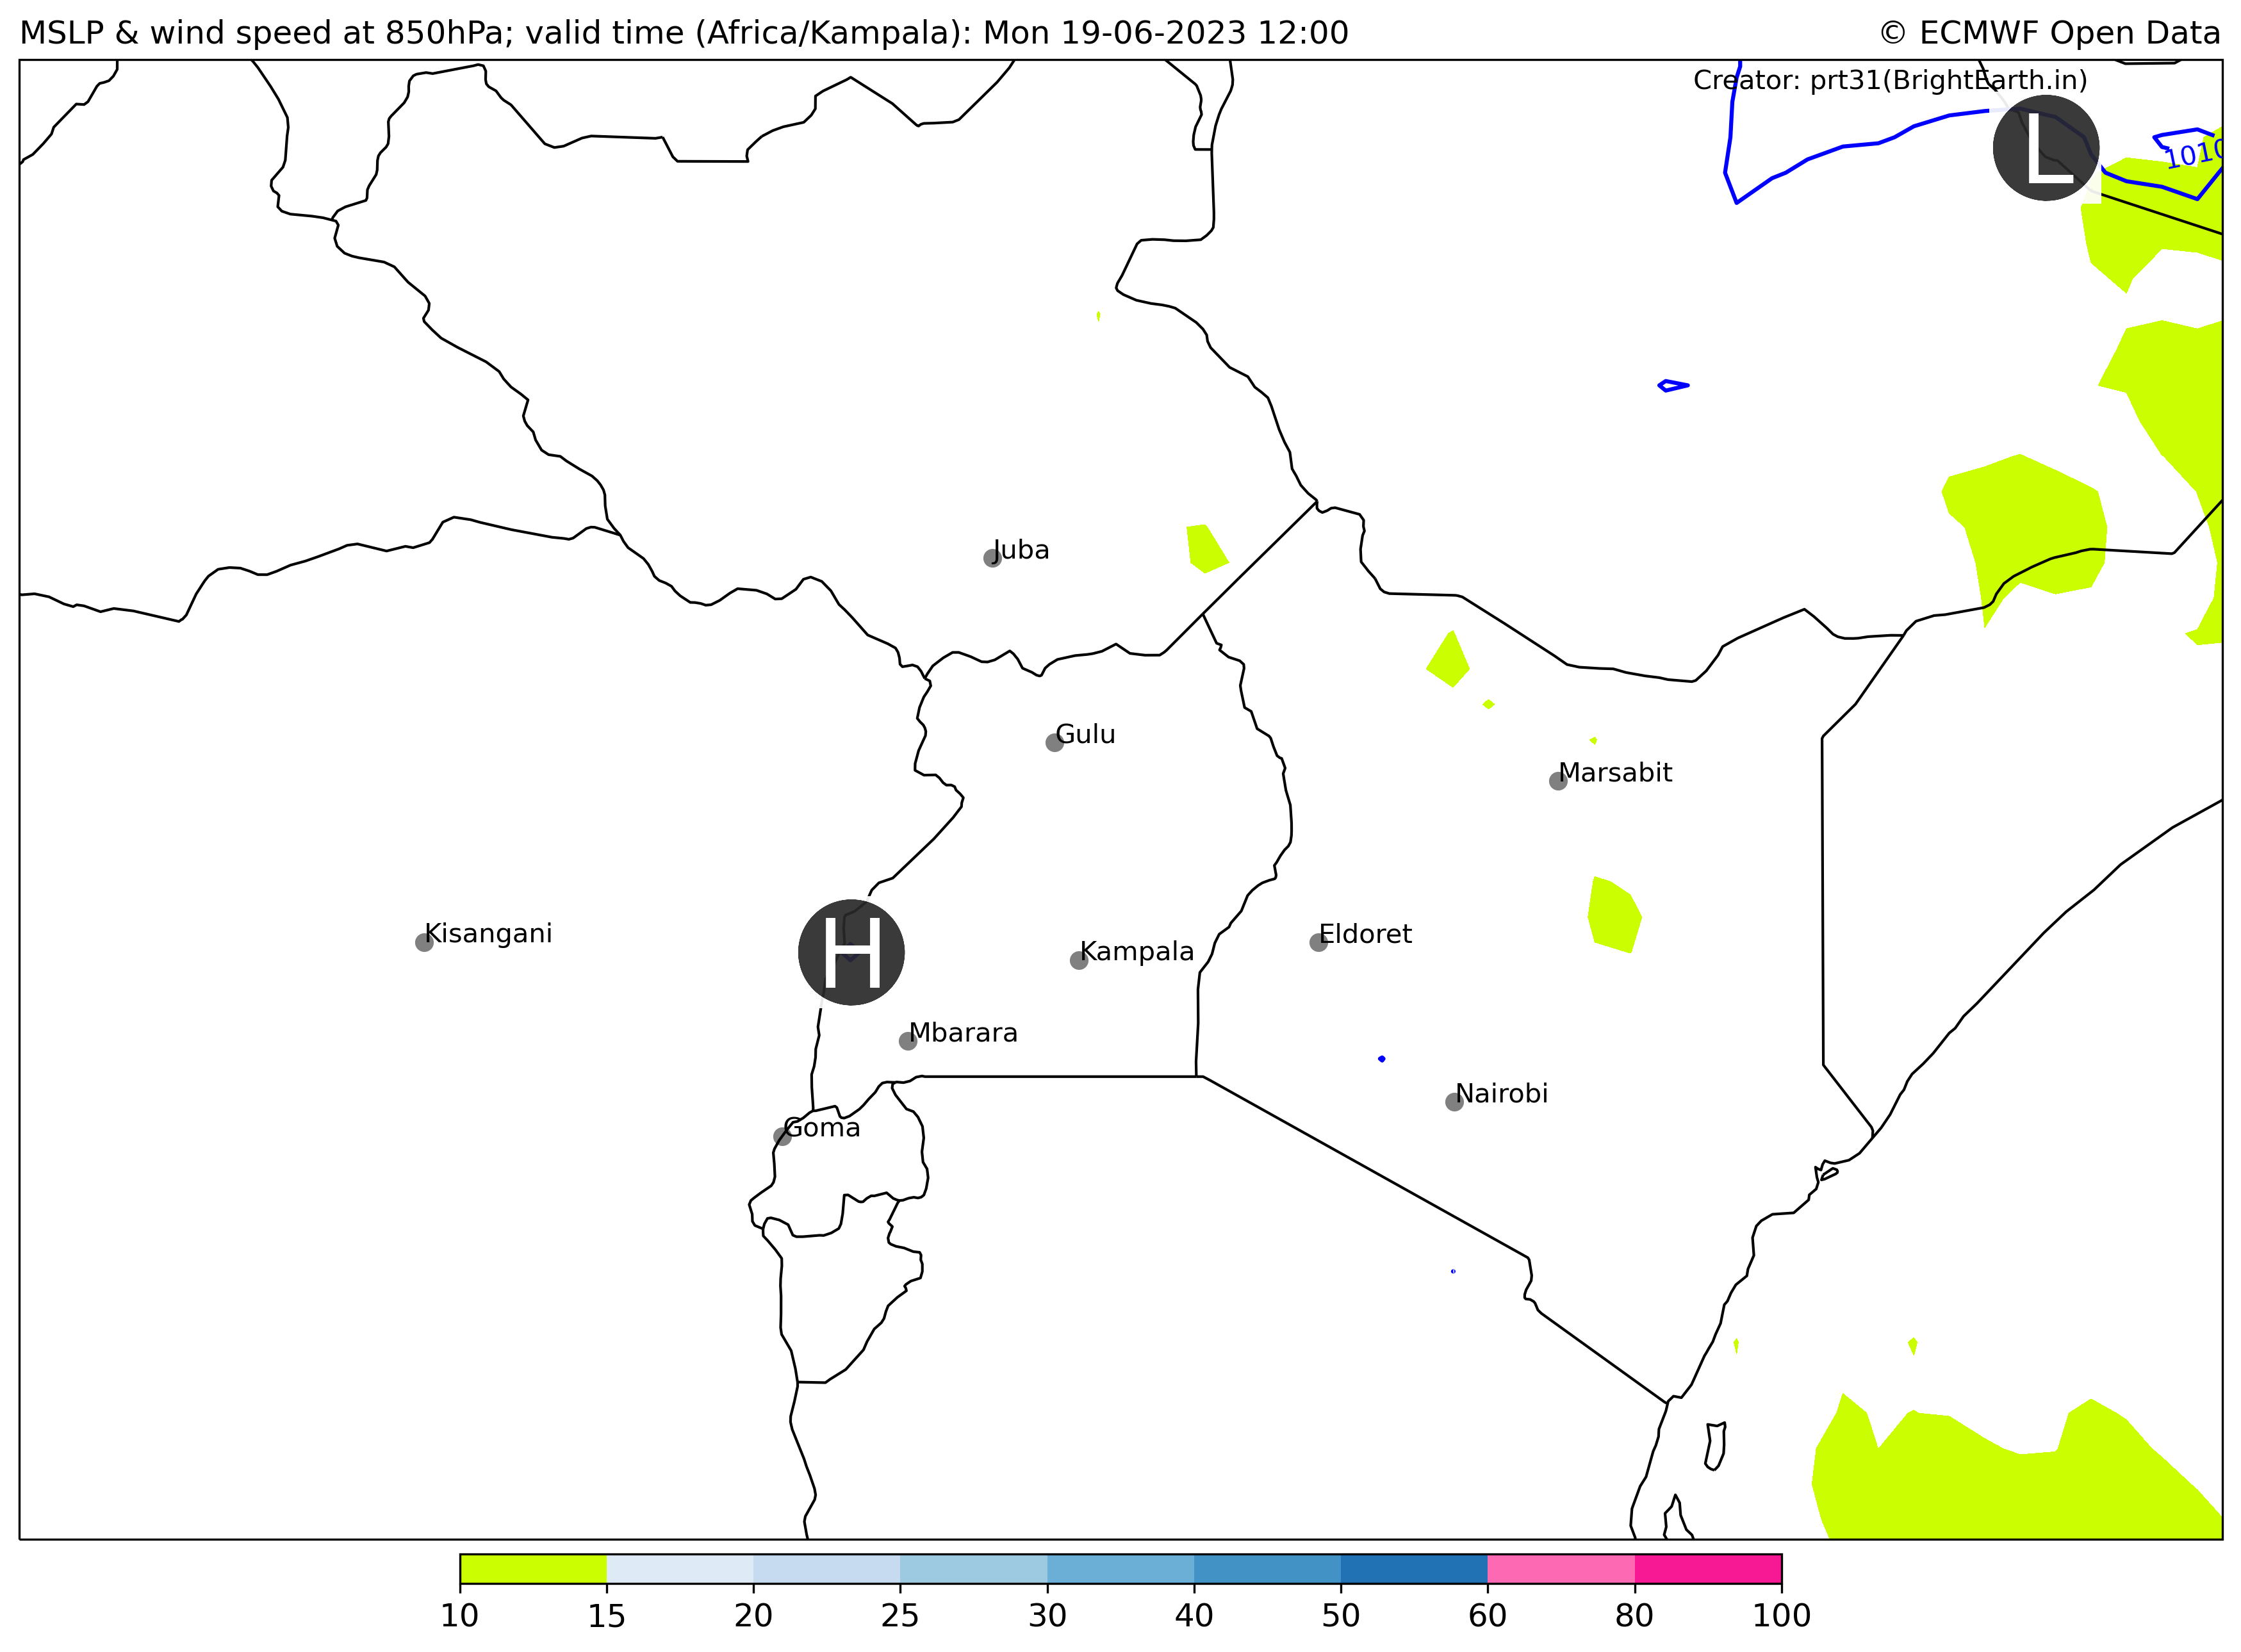 MSLP & wind speed at 850hPa; valid time (Africa/Kampala): Mon 19-06-2023 12:00
© ECMWF Open Data
Creator: prt31(BrightEarth.in)
L
1010
Juba
Gulu
Marsabit
Kisangani
H
Kampala
Eldoret
Mbarara
Nairobi
Goma
10 15 20 25 30 40 50 60 80 100